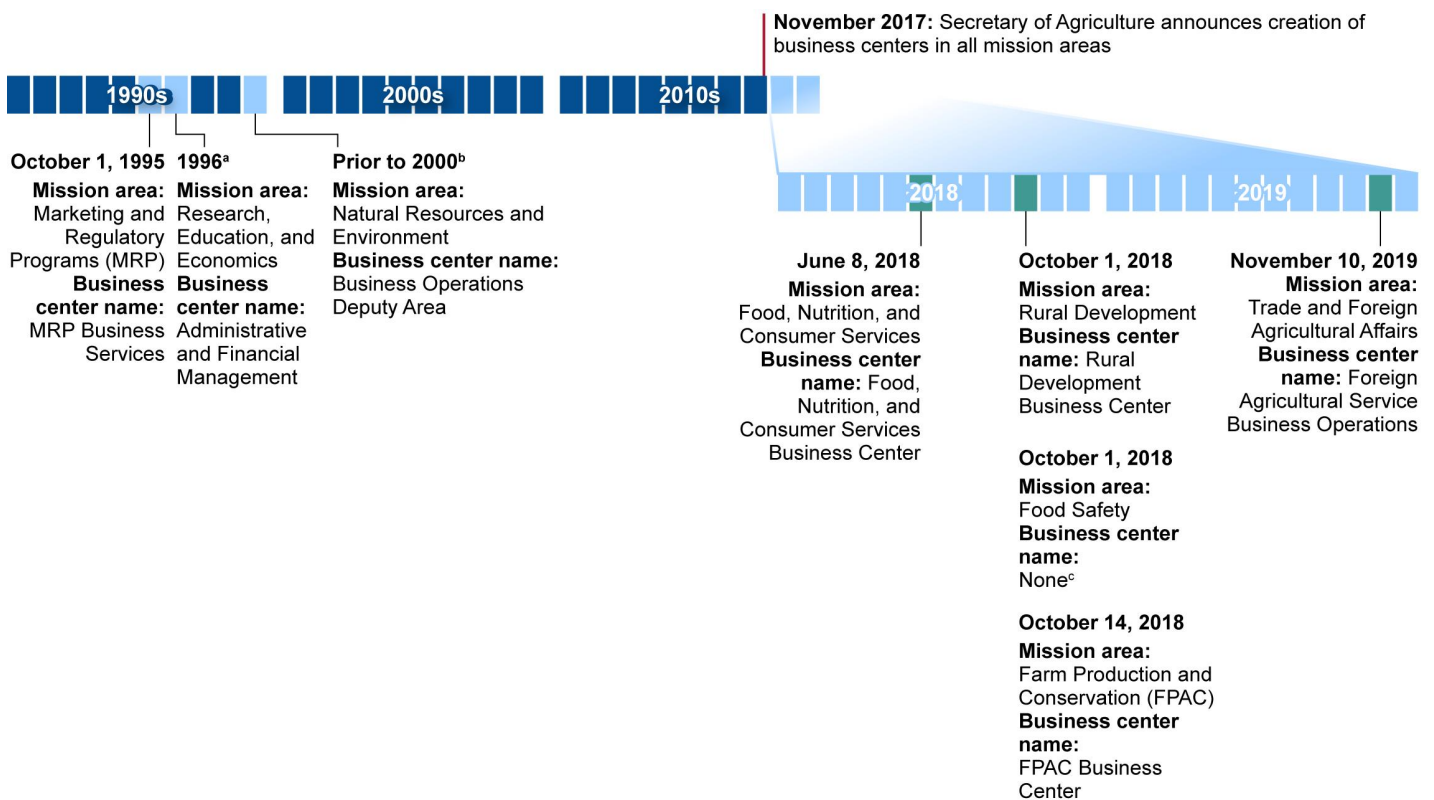 November 2017: Secretary of Agriculture announces creation of
business centers in all mission areas
1990s
2000s
2010s
October 1, 1995
Mission area:
Marketing and
Regulatory
Programs (MRP)
Business
center name:
MRP Business
Services
1996ᵃ
Mission area:
Research,
Education, and
Economics
Business
center name:
Administrative
and Financial
Management
Prior to 2000ᵇ
Mission area:
Natural Resources and
Environment
Business center name:
Business Operations
Deputy Area
2018
2019
June 8, 2018
Mission area:
Food, Nutrition, and
Consumer Services
Business center
name: Food,
Nutrition, and
Consumer Services
Business Center
October 1, 2018
Mission area:
Rural Development
Business center
name: Rural
Development
Business Center
October 1, 2018
Mission area:
Food Safety
Business center
name:
Noneᶜ
October 14, 2018
Mission area:
Farm Production and
Conservation (FPAC)
Business center
name:
FPAC Business
Center
November 10, 2019
Mission area:
Trade and Foreign
Agricultural Affairs
Business center
name: Foreign
Agricultural Service
Business Operations